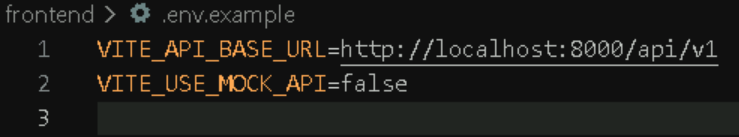 frontend > .env.example
1 VITE_API_BASE_URL=http://localhost:8000/api/v1
2 VITE_USE_MOCK_API=false
3